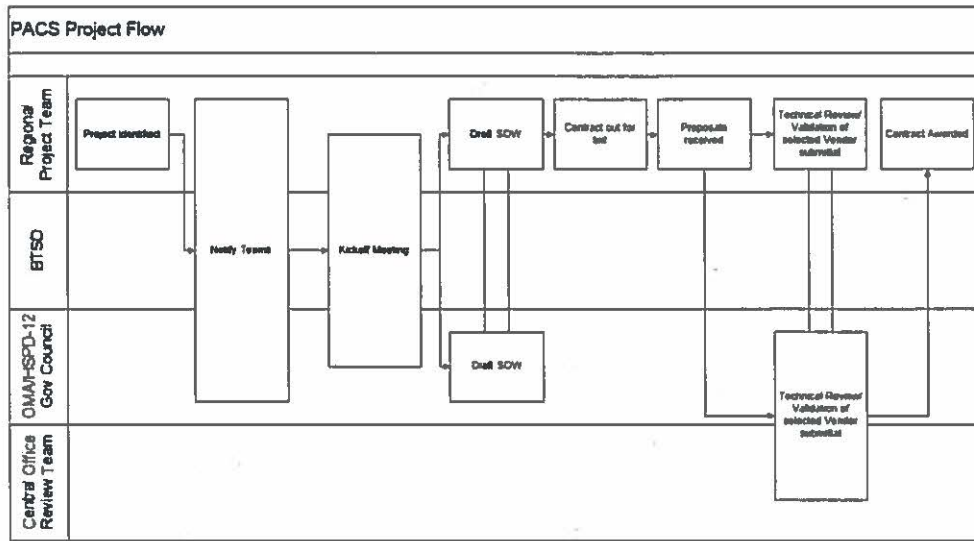 PACS Project Flow
Regional
Project Team
Project Identified
Draft SOW
Contract out for
bid
Proposals
received
Technical Review/
Validation of
selected Vendor
submittal
Contract Awarded
BTSD
Notify Teams
Kickoff Meeting
OMA/HSPD-12
Gov Council
Draft SOW
Technical Review/
Validation of
selected Vendor
submittal
Central Office
Review Team